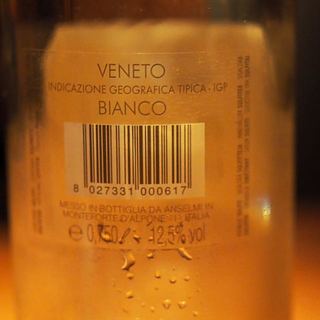 VENETO
INDICAZIONE GEOGRAFICA TIPICA - IGP
BIANCO
8 027331 000617
MESSO IN BOTTIGLIA DA ANSELMI IN
MONTEFORTE D'ALPONE
ITALIA
e 0,750 l 12,5% vol